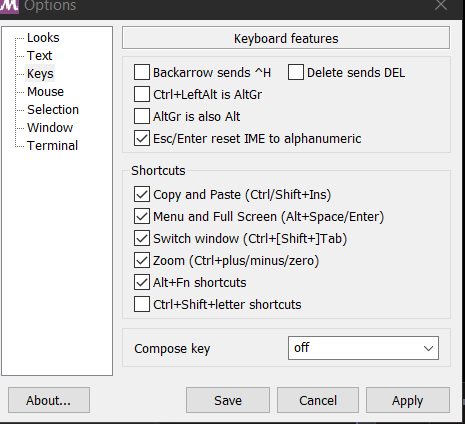 M Options
Looks
Text
Keys
Mouse
Selection
Window
Terminal
Keyboard features
Backarrow sends ^H Delete sends DEL
Ctrl+LeftAlt is AltGr
AltGr is also Alt
Esc/Enter reset IME to alphanumeric
Shortcuts
Copy and Paste (Ctrl/Shift+Ins)
Menu and Full Screen (Alt+Space/Enter)
Switch window (Ctrl+[Shift+]Tab)
Zoom (Ctrl+plus/minus/zero)
Alt+Fn shortcuts
Ctrl+Shift+letter shortcuts
Compose key off
About... Save Cancel Apply